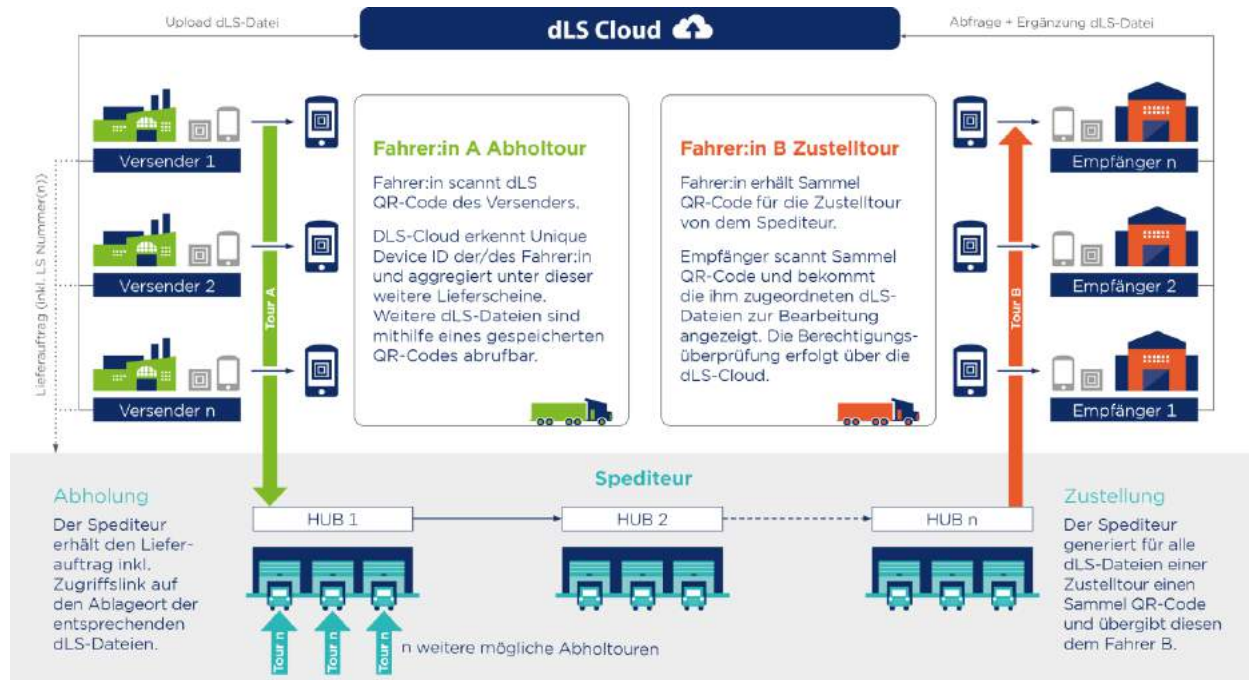 Upload dLS-Datei
dLS Cloud
Abfrage + Ergänzung dLS-Datei
Versender 1
Versender 2
Versender n
Lieferauftrag (inkl. LS Nummer(n))
Tour A
Fahrer:in A Abholtour
Fahrer:in scannt dLS
QR-Code des Versenders.
DLS-Cloud erkennt Unique
Device ID der/des Fahrer:in
und aggregiert unter dieser
weitere Lieferscheine.
Weitere dLS-Dateien sind
mithilfe eines gespeicherten
QR-Codes abrufbar.
Fahrer:in B Zustelltour
Fahrer:in erhält Sammel
QR-Code für die Zustelltour
von dem Spediteur.
Empfänger scannt Sammel
QR-Code und bekommt
die ihm zugeordneten dLS-
Dateien zur Bearbeitung
angezeigt. Die Berechtigungs-
überprüfung erfolgt über die
dLS-Cloud.
Tour B
Empfänger n
Empfänger 2
Empfänger 1
Spediteur
Abholung
Der Spediteur
erhält den Liefer-
auftrag inkl.
Zugriffslink auf
den Ablageort der
entsprechenden
dLS-Dateien.
HUB 1
HUB 2
HUB n
Tour n
Tour n
Tour n
n weitere mögliche Abholtouren
Zustellung
Der Spediteur
generiert für alle
dLS-Dateien einer
Zustelltour einen
Sammel QR-Code
und übergibt diesen
dem Fahrer B.